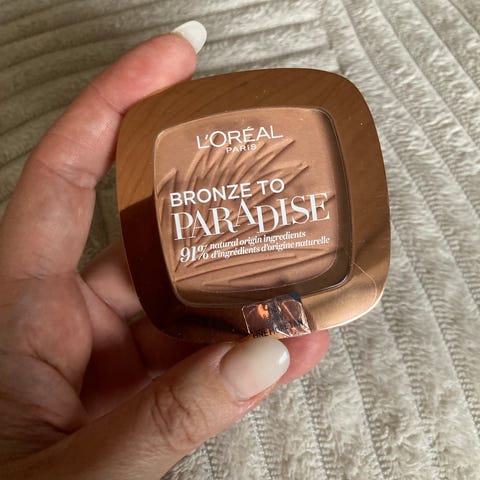 L'ORÉAL
PARIS
BRONZE TO
PARADISE
91% natural origin ingredients
d'ingrédients d'origine naturelle